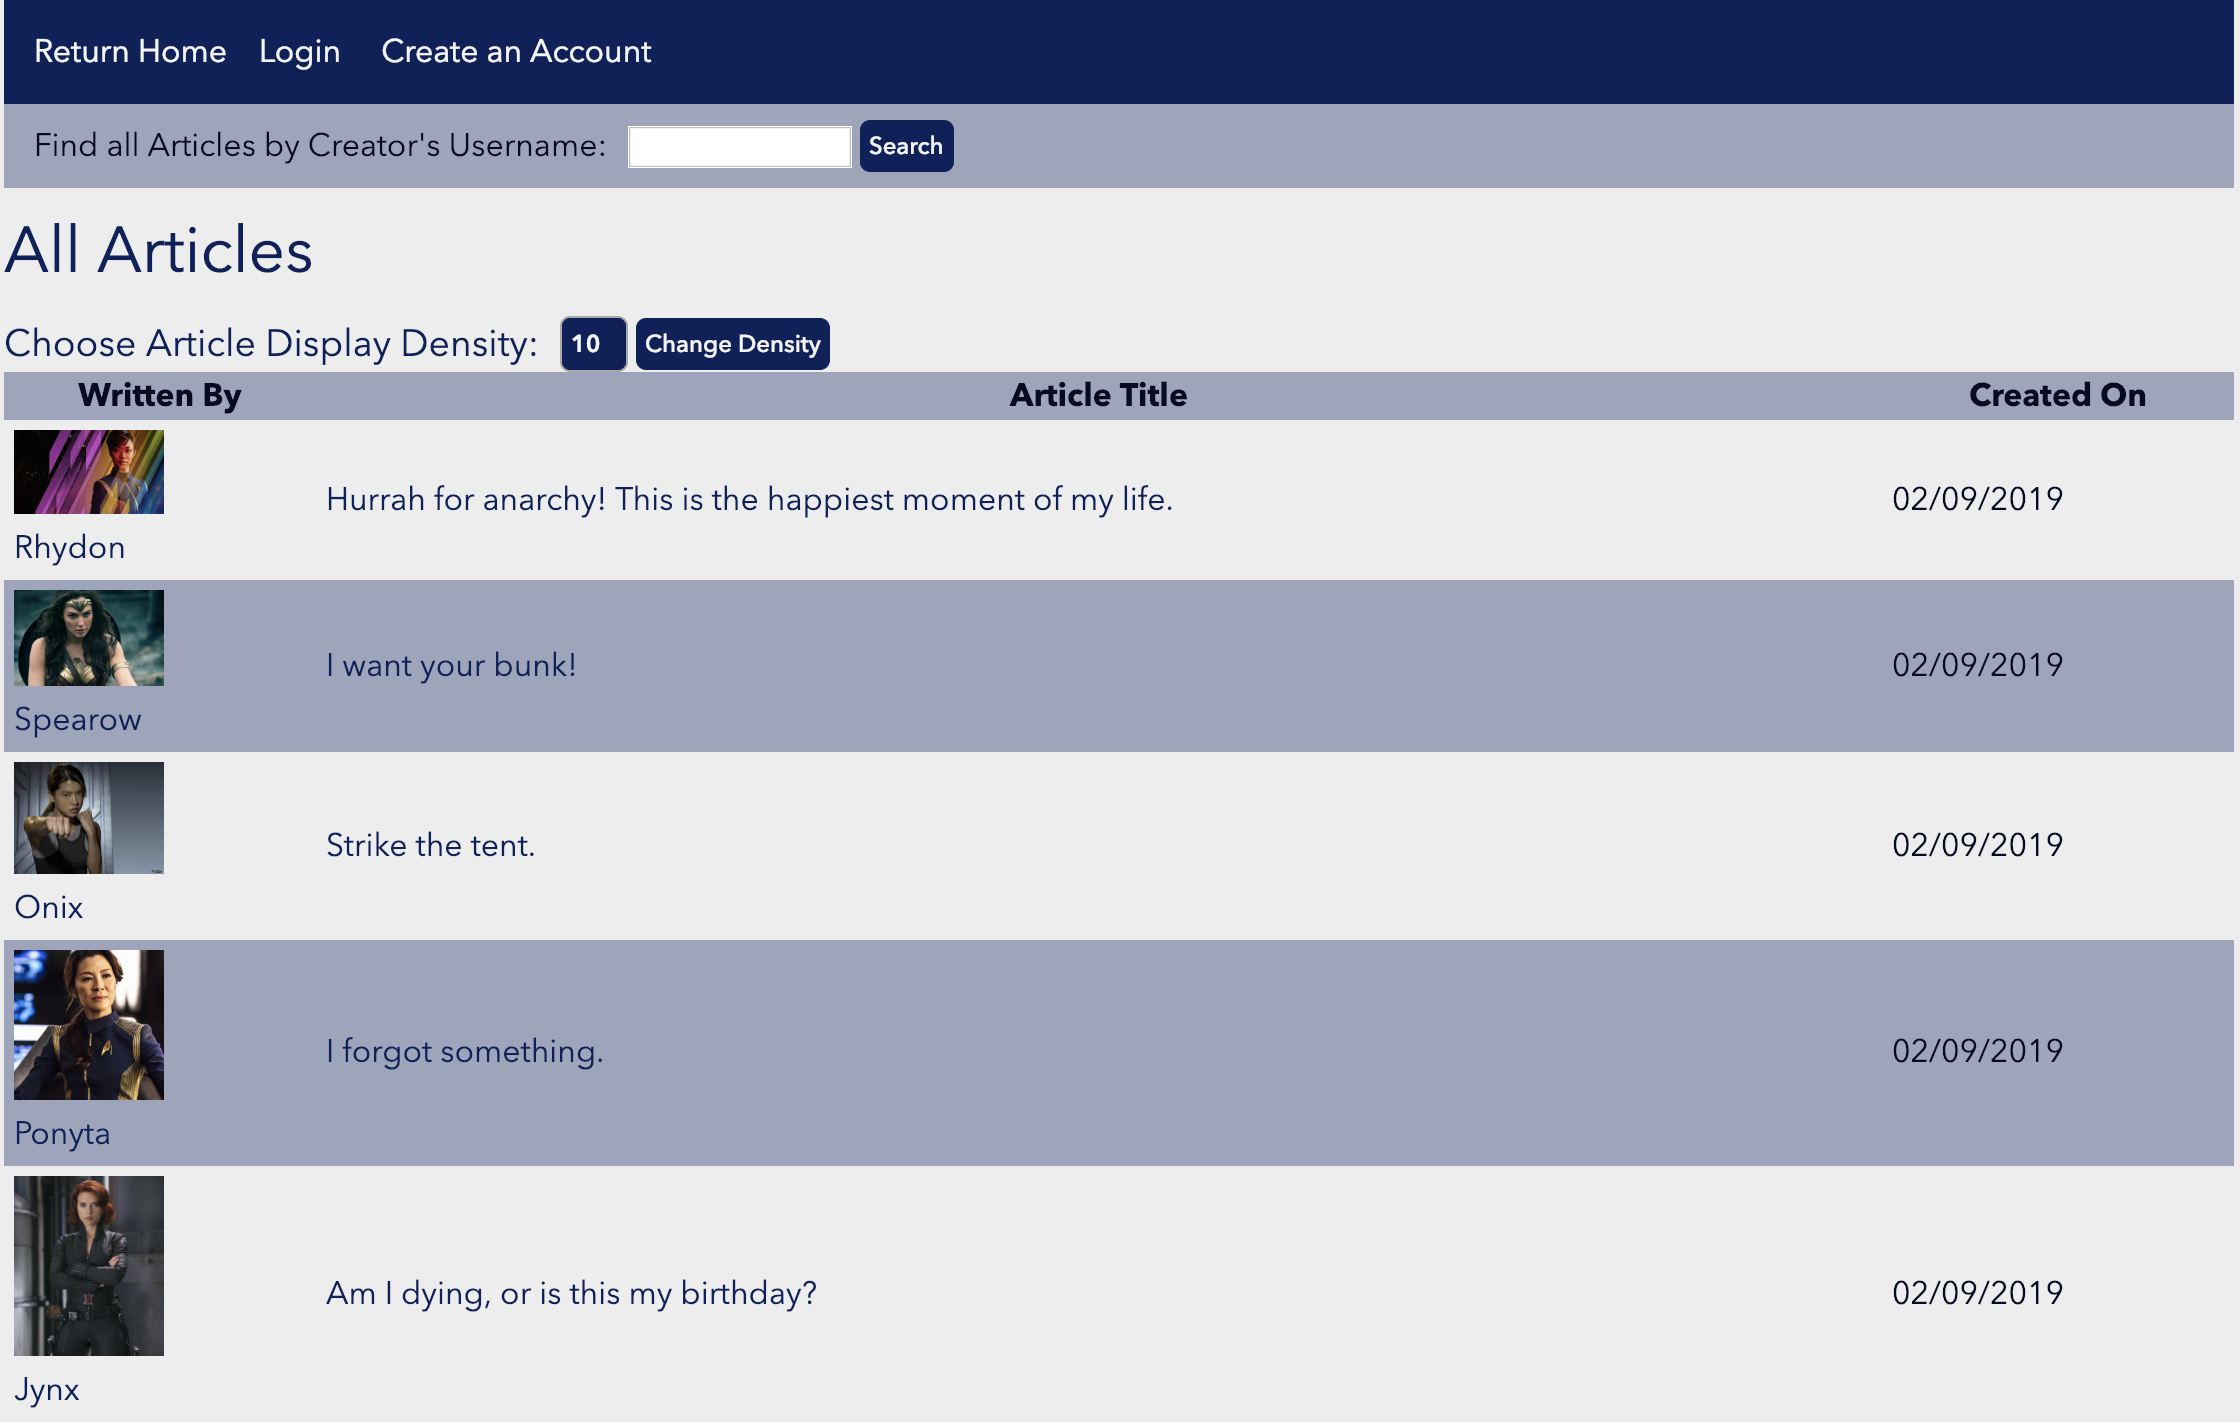 Return Home Login Create an Account
Find all Articles by Creator's Username: Search
All Articles
Choose Article Display Density: 10 Change Density
Written By Article Title Created On
Hurrah for anarchy! This is the happiest moment of my life. 02/09/2019
Rhydon
I want your bunk! 02/09/2019
Spearow
Strike the tent. 02/09/2019
Onix
I forgot something. 02/09/2019
Ponyta
Am I dying, or is this my birthday? 02/09/2019
Jynx